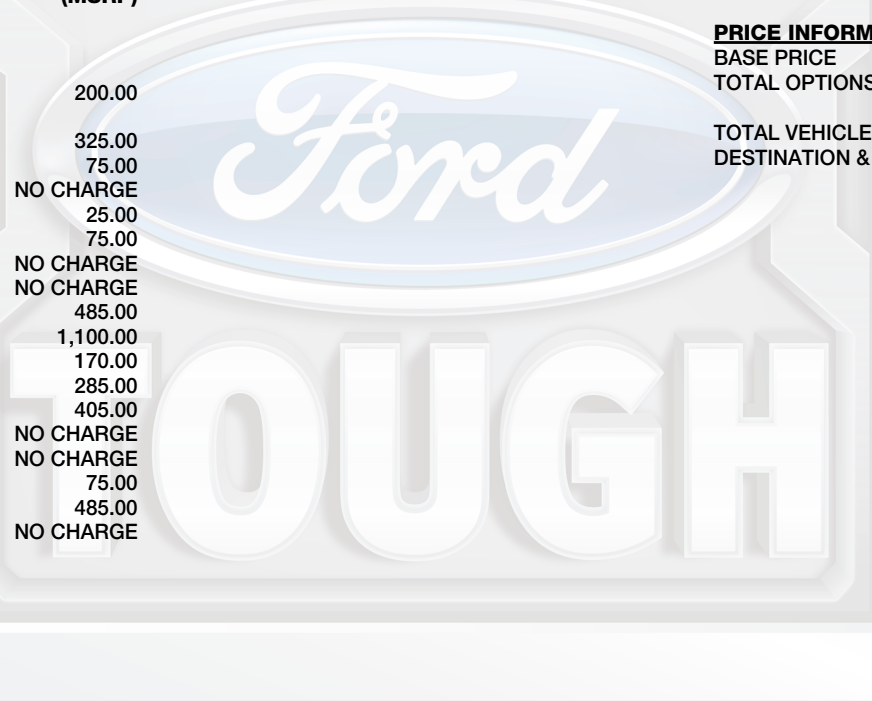 (MSRP)
200.00
325.00
75.00
NO CHARGE
25.00
75.00
NO CHARGE
NO CHARGE
485.00
1,100.00
170.00
285.00
405.00
NO CHARGE
NO CHARGE
75.00
485.00
NO CHARGE
PRICE INFORM
BASE PRICE
TOTAL OPTIONS
TOTAL VEHICLE
DESTINATION &
Ford
TOUGH